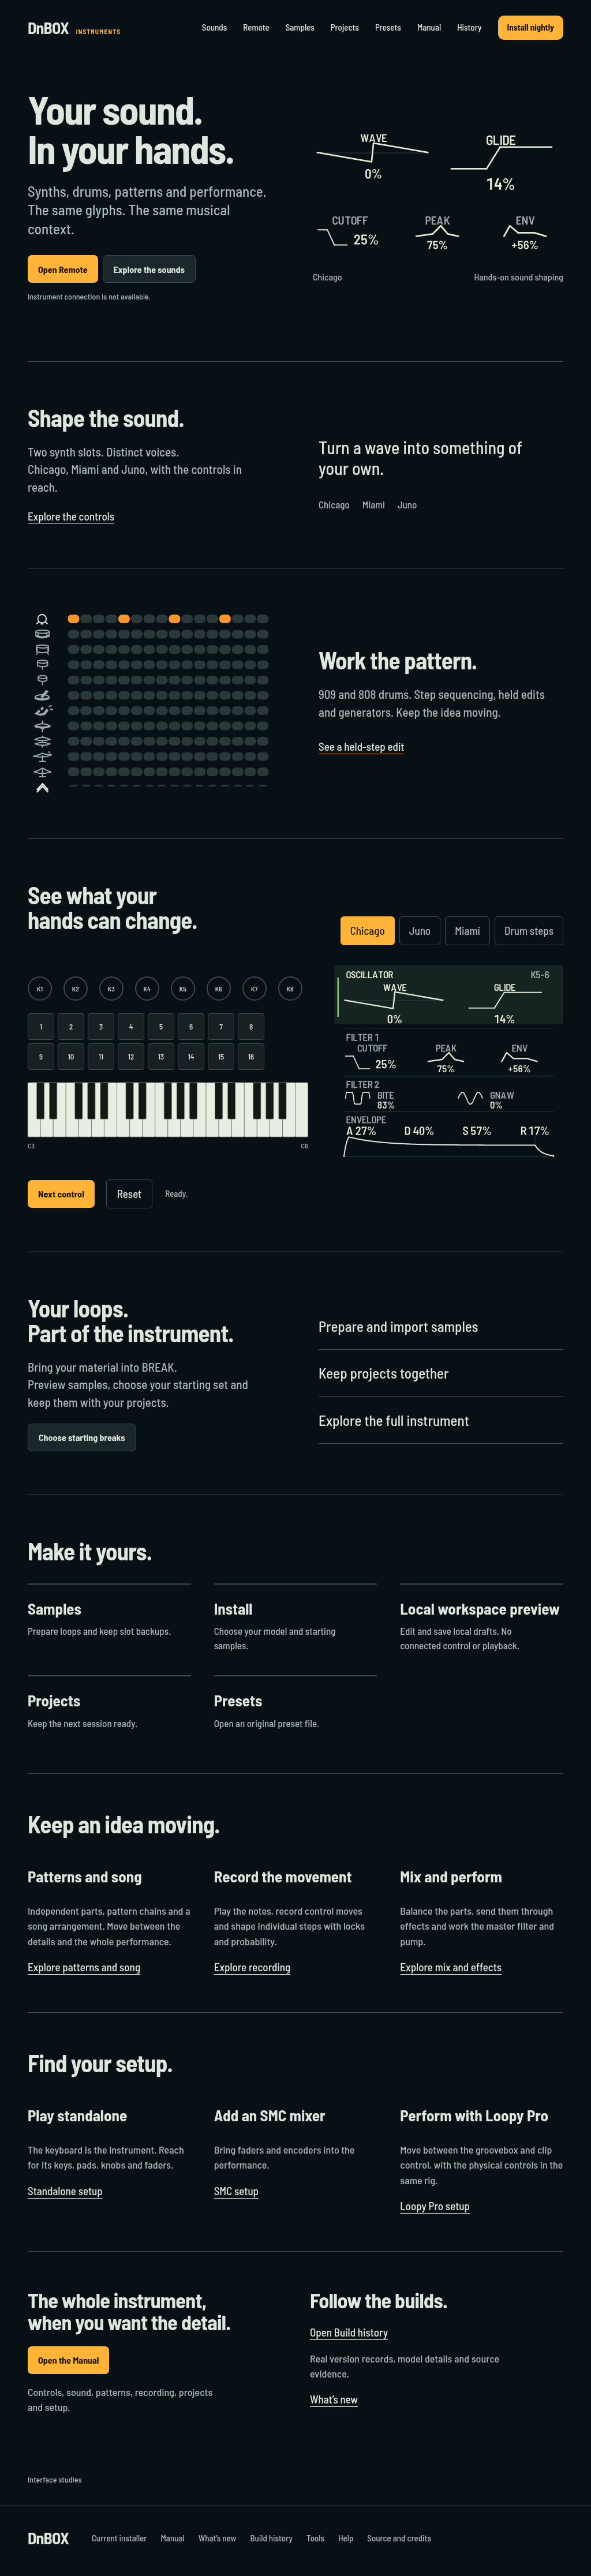 DnBOX INSTRUMENTS
Sounds Remote Samples Projects Presets Manual History Install nightly
Your sound.
In your hands.
Synths, drums, patterns and performance.
The same glyphs. The same musical
context.
Open Remote Explore the sounds
Instrument connection is not available.
WAVE GLIDE
0% 14%
CUTOFF PEAK ENV
25% 75% +56%
Chicago Hands-on sound shaping
Shape the sound.
Two synth slots. Distinct voices.
Chicago, Miami and Juno, with the controls in
reach.
Explore the controls
Turn a wave into something of
your own.
Chicago Miami Juno
Work the pattern.
909 and 808 drums. Step sequencing, held edits
and generators. Keep the idea moving.
See a held-step edit
See what your
hands can change.
Chicago Juno Miami Drum steps
K1 K2 K3 K4 K5 K6 K7 K8
1 2 3 4 5 6 7 8
9 10 11 12 13 14 15 16
C3 C6
Next control Reset Ready.
OSCILLATOR K5-6
WAVE GLIDE
0% 14%
FILTER 1
CUTOFF PEAK ENV
25% 75% +56%
FILTER 2
BITE GNAW
83% 0%
ENVELOPE
A 27% D 40% S 57% R 17%
Your loops.
Part of the instrument.
Bring your material into BREAK.
Preview samples, choose your starting set and
keep them with your projects.
Choose starting breaks
Prepare and import samples
Keep projects together
Explore the full instrument
Make it yours.
Samples
Prepare loops and keep slot backups.
Install
Choose your model and starting
samples.
Local workspace preview
Edit and save local drafts. No
connected control or playback.
Projects
Keep the next session ready.
Presets
Open an original preset file.
Keep an idea moving.
Patterns and song
Independent parts, pattern chains and a
song arrangement. Move between the
details and the whole performance.
Explore patterns and song
Record the movement
Play the notes, record control moves
and shape individual steps with locks
and probability.
Explore recording
Mix and perform
Balance the parts, send them through
effects and work the master filter and
pump.
Explore mix and effects
Find your setup.
Play standalone
The keyboard is the instrument. Reach
for its keys, pads, knobs and faders.
Standalone setup
Add an SMC mixer
Bring faders and encoders into the
performance.
SMC setup
Perform with Loopy Pro
Move between the groovebox and clip
control, with the physical controls in the
same rig.
Loopy Pro setup
The whole instrument,
when you want the detail.
Open the Manual
Controls, sound, patterns, recording, projects
and setup.
Follow the builds.
Open Build history
Real version records, model details and source
evidence.
What's new
Interface studies
DnBOX Current installer Manual What's new Build history Tools Help Source and credits